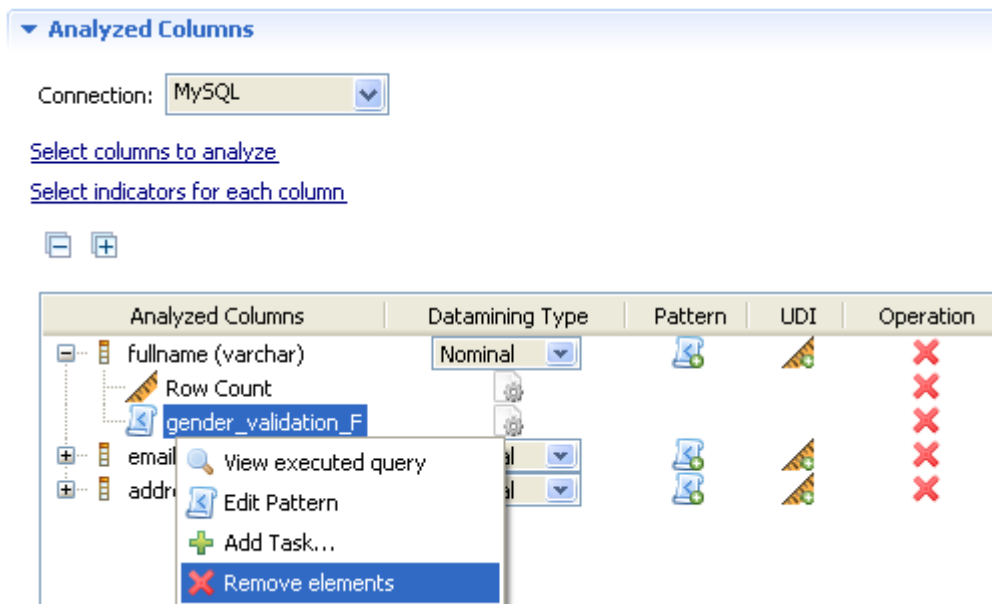 Analyzed Columns
Connection: MySQL
Select columns to analyze
Select indicators for each column
Analyzed Columns Datamining Type Pattern UDI Operation
fullname (varchar) Nominal
Row Count
gender_validation_F
email
View executed query
Edit Pattern
Add Task...
Remove elements